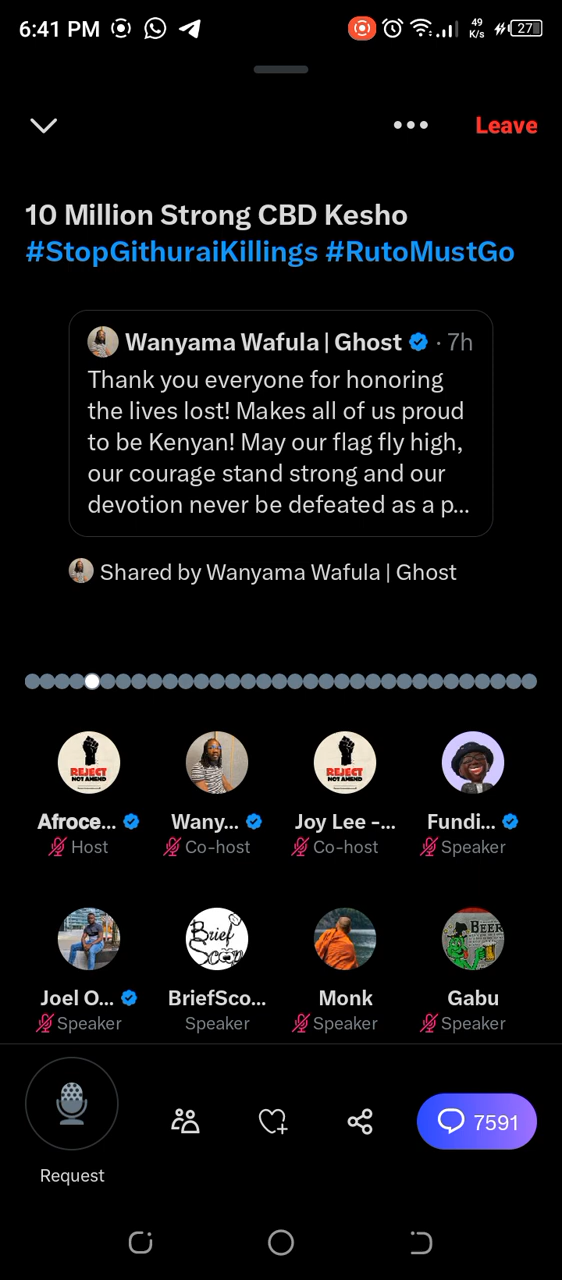 6:41 PM
49
K/s
27
Leave
10 Million Strong CBD Kesho
#StopGithuraiKillings #RutoMustGo
Wanyama Wafula | Ghost · 7h
Thank you everyone for honoring
the lives lost! Makes all of us proud
to be Kenyan! May our flag fly high,
our courage stand strong and our
devotion never be defeated as a p...
Shared by Wanyama Wafula | Ghost
REJECT
NOT AMEND
REJECT
NOT AMEND
Afroce... Wany... Joy Lee -... Fundi...
Host Co-host Co-host Speaker
Brief
BEER
Joel O... BriefSco... Monk Gabu
Speaker Speaker Speaker Speaker
7591
Request